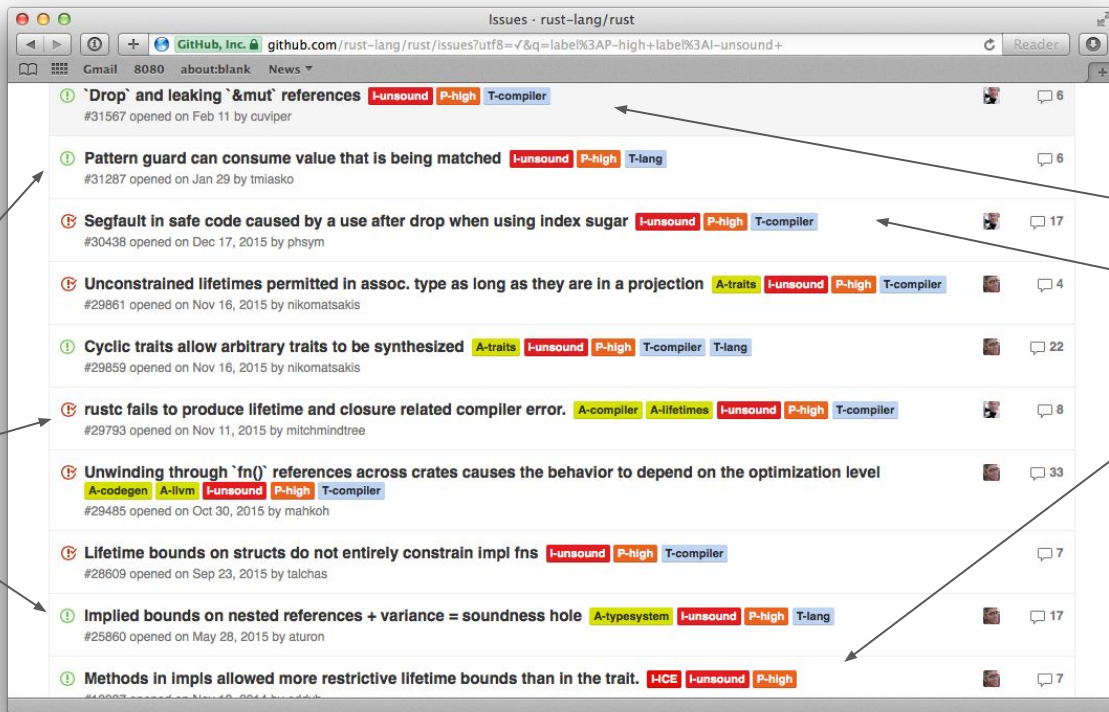 Issues · rust-lang/rust
GitHub, Inc. github.com/rust-lang/rust/issues?utf8=✓&q=label%3AP-high+label%3AI-unsound+ Reader
Gmail 8080 about:blank News
`Drop` and leaking `&mut` references I-unsound P-high T-compiler 6
#31567 opened on Feb 11 by cuviper
Pattern guard can consume value that is being matched I-unsound P-high T-lang 6
#31287 opened on Jan 29 by tmiasko
Segfault in safe code caused by a use after drop when using index sugar I-unsound P-high T-compiler 17
#30438 opened on Dec 17, 2015 by phsym
Unconstrained lifetimes permitted in assoc. type as long as they are in a projection A-traits I-unsound P-high T-compiler 4
#29861 opened on Nov 16, 2015 by nikomatsakis
Cyclic traits allow arbitrary traits to be synthesized A-traits I-unsound P-high T-compiler T-lang 22
#29859 opened on Nov 16, 2015 by nikomatsakis
rustc fails to produce lifetime and closure related compiler error. A-compiler A-lifetimes I-unsound P-high T-compiler 8
#29793 opened on Nov 11, 2015 by mitchmindtree
Unwinding through `fn()` references across crates causes the behavior to depend on the optimization level 33
A-codegen A-llvm I-unsound P-high T-compiler
#29485 opened on Oct 30, 2015 by mahkoh
Lifetime bounds on structs do not entirely constrain impl fns I-unsound P-high T-compiler 7
#28609 opened on Sep 23, 2015 by talchas
Implied bounds on nested references + variance = soundness hole A-typesystem I-unsound P-high T-lang 17
#25860 opened on May 28, 2015 by aturon
Methods in impls allowed more restrictive lifetime bounds than in the trait. I-ICE I-unsound P-high 7